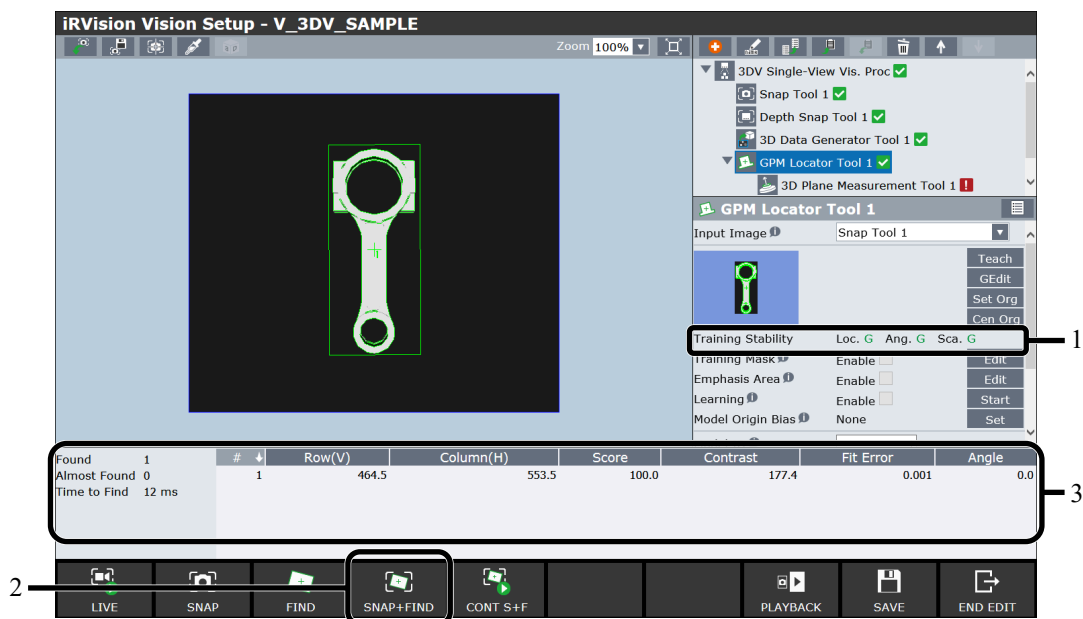 iRVision Vision Setup - V_3DV_SAMPLE
Zoom 100%
3DV Single-View Vis. Proc
Snap Tool 1
Depth Snap Tool 1
3D Data Generator Tool 1
GPM Locator Tool 1
3D Plane Measurement Tool 1
GPM Locator Tool 1
Input Image Snap Tool 1
Teach
GEdit
Set Org
Cen Org
Training Stability Loc. G Ang. G Sca. G
1
Training Mask Enable Edit
Emphasis Area Enable Edit
Learning Enable Start
Model Origin Bias None Set
Found 1
Almost Found 0
Time to Find 12 ms
# Row(V) Column(H) Score Contrast Fit Error Angle
1 464.5 553.5 100.0 177.4 0.001 0.0
3
2
LIVE SNAP FIND SNAP+FIND CONT S+F PLAYBACK SAVE END EDIT